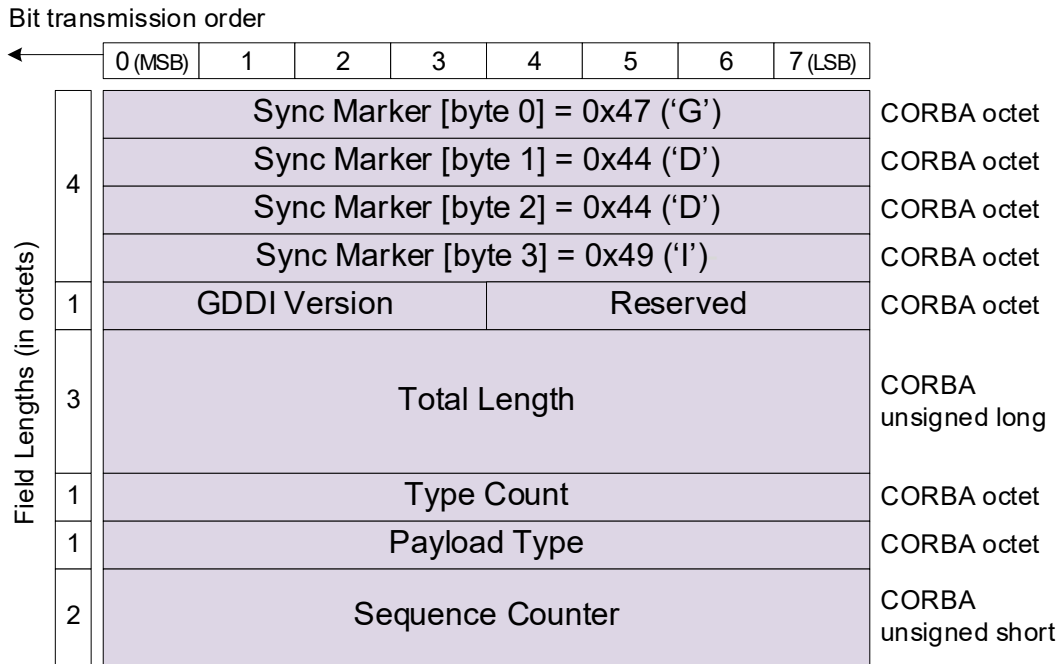 Bit transmission order
0 (MSB) 1 2 3 4 5 6 7 (LSB)
4
Sync Marker [byte 0] = 0x47 (‘G’) CORBA octet
Sync Marker [byte 1] = 0x44 (‘D’) CORBA octet
Sync Marker [byte 2] = 0x44 (‘D’) CORBA octet
Sync Marker [byte 3] = 0x49 (‘I’) CORBA octet
Field Lengths (in octets)
1 GDDI Version Reserved CORBA octet
3 Total Length CORBA
unsigned long
1 Type Count CORBA octet
1 Payload Type CORBA octet
2 Sequence Counter CORBA
unsigned short